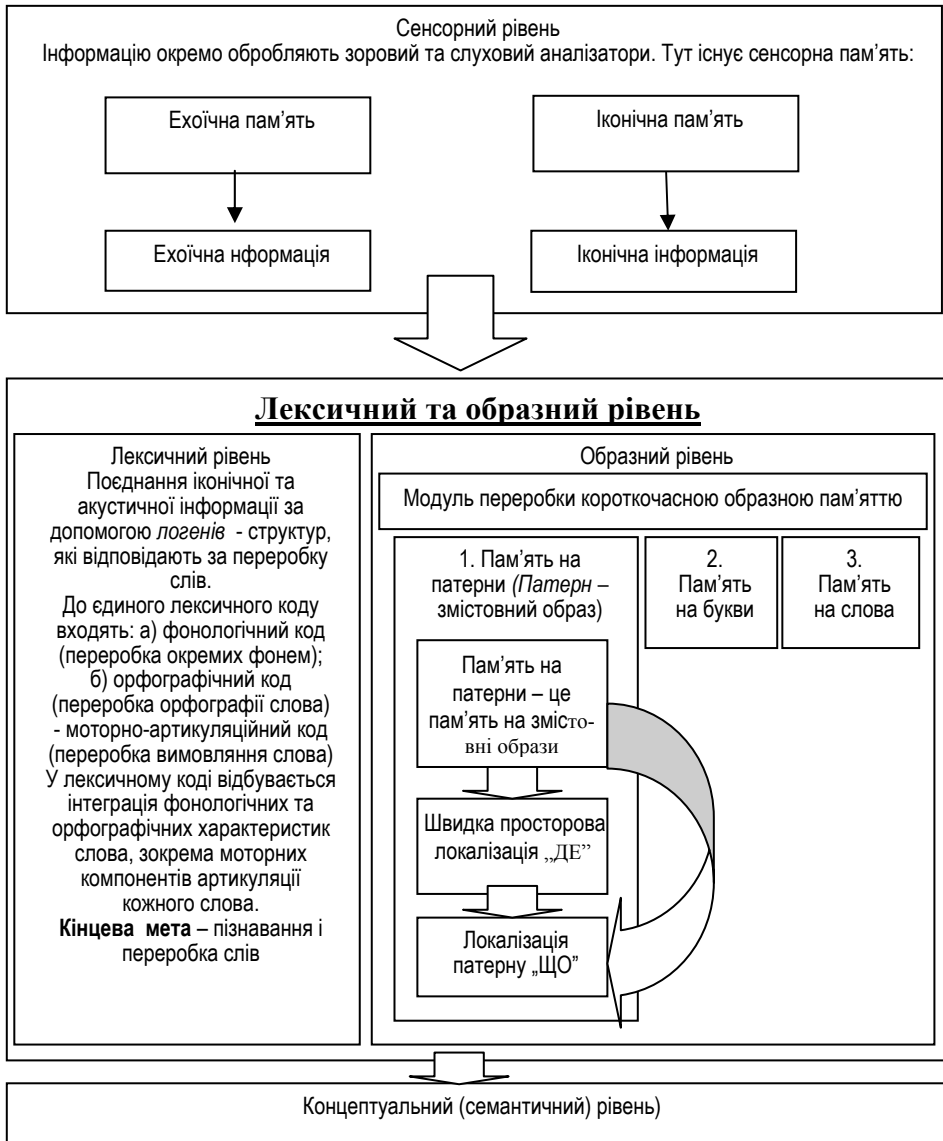 Сенсорний рівень
Інформацію окремо обробляють зоровий та слуховий аналізатори. Тут існує сенсорна пам’ять:
Ехоїчна пам’ять
Іконічна пам’ять
Ехоїчна нформація
Іконічна інформація
Лексичний та образний рівень
Лексичний рівень
Поєднання іконічної та
акустичної інформації за
допомогою логенів - структур,
які відповідають за переробку
слів.
До єдиного лексичного коду
входять: а) фонологічний код
(переробка окремих фонем);
б) орфографічний код
(переробка орфографії слова)
- моторно-артикуляційний код
(переробка вимовляння слова)
У лексичному коді відбувається
інтеграція фонологічних та
орфографічних характеристик
слова, зокрема моторних
компонентів артикуляції
кожного слова.
Кінцева мета – пізнавання і
переробка слів
Образний рівень
Модуль переробки короткочасною образною пам’яттю
1. Пам’ять на
патерни (Патерн –
змістовний образ)
Пам’ять на
патерни – це
пам’ять на змісто-
вні образи
Швидка просторова
локалізація „ДЕ”
Локалізація
патерну „ЩО”
2.
Пам’ять
на букви
3.
Пам’ять
на слова
Концептуальний (семантичний) рівень)